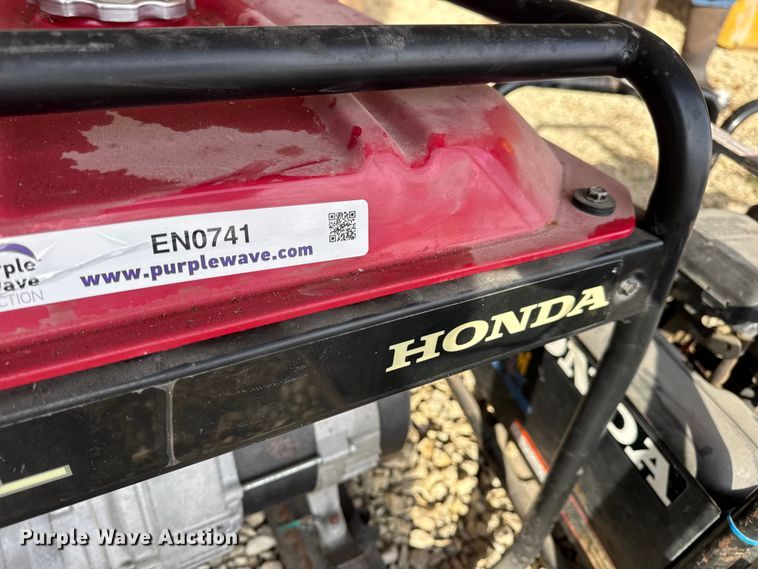 EN0741
www.purplewave.com
HONDA
Purple Wave Auction